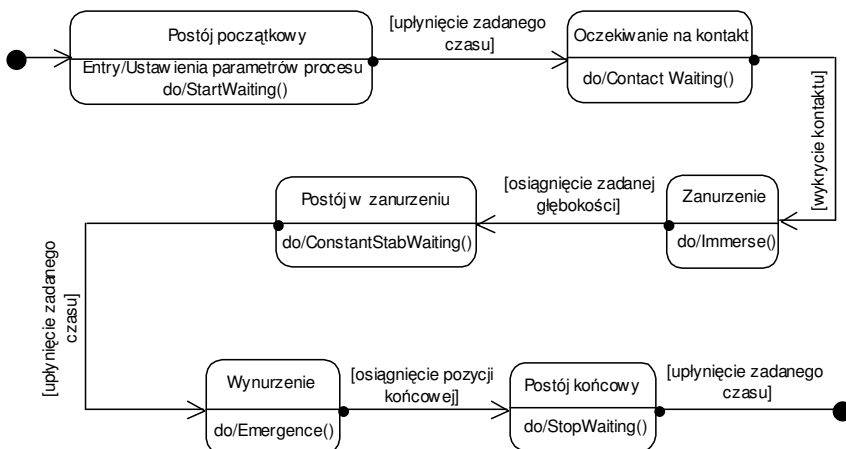 Postój początkowy
Entry/Ustawienia parametrów procesu
do/StartWaiting()
[upłynięcie zadanego
czasu]
Oczekiwanie na kontakt
do/Contact Waiting()
[wykrycie kontaktu]
Zanurzenie
do/Immerse()
[osiągnięcie zadanej
głębokości]
Postój w zanurzeniu
do/ConstantStabWaiting()
[upłynięcie zadanego
czasu]
Wynurzenie
do/Emergence()
[osiągnięcie pozycji
końcowej]
Postój końcowy
do/StopWaiting()
[upłynięcie zadanego
czasu]